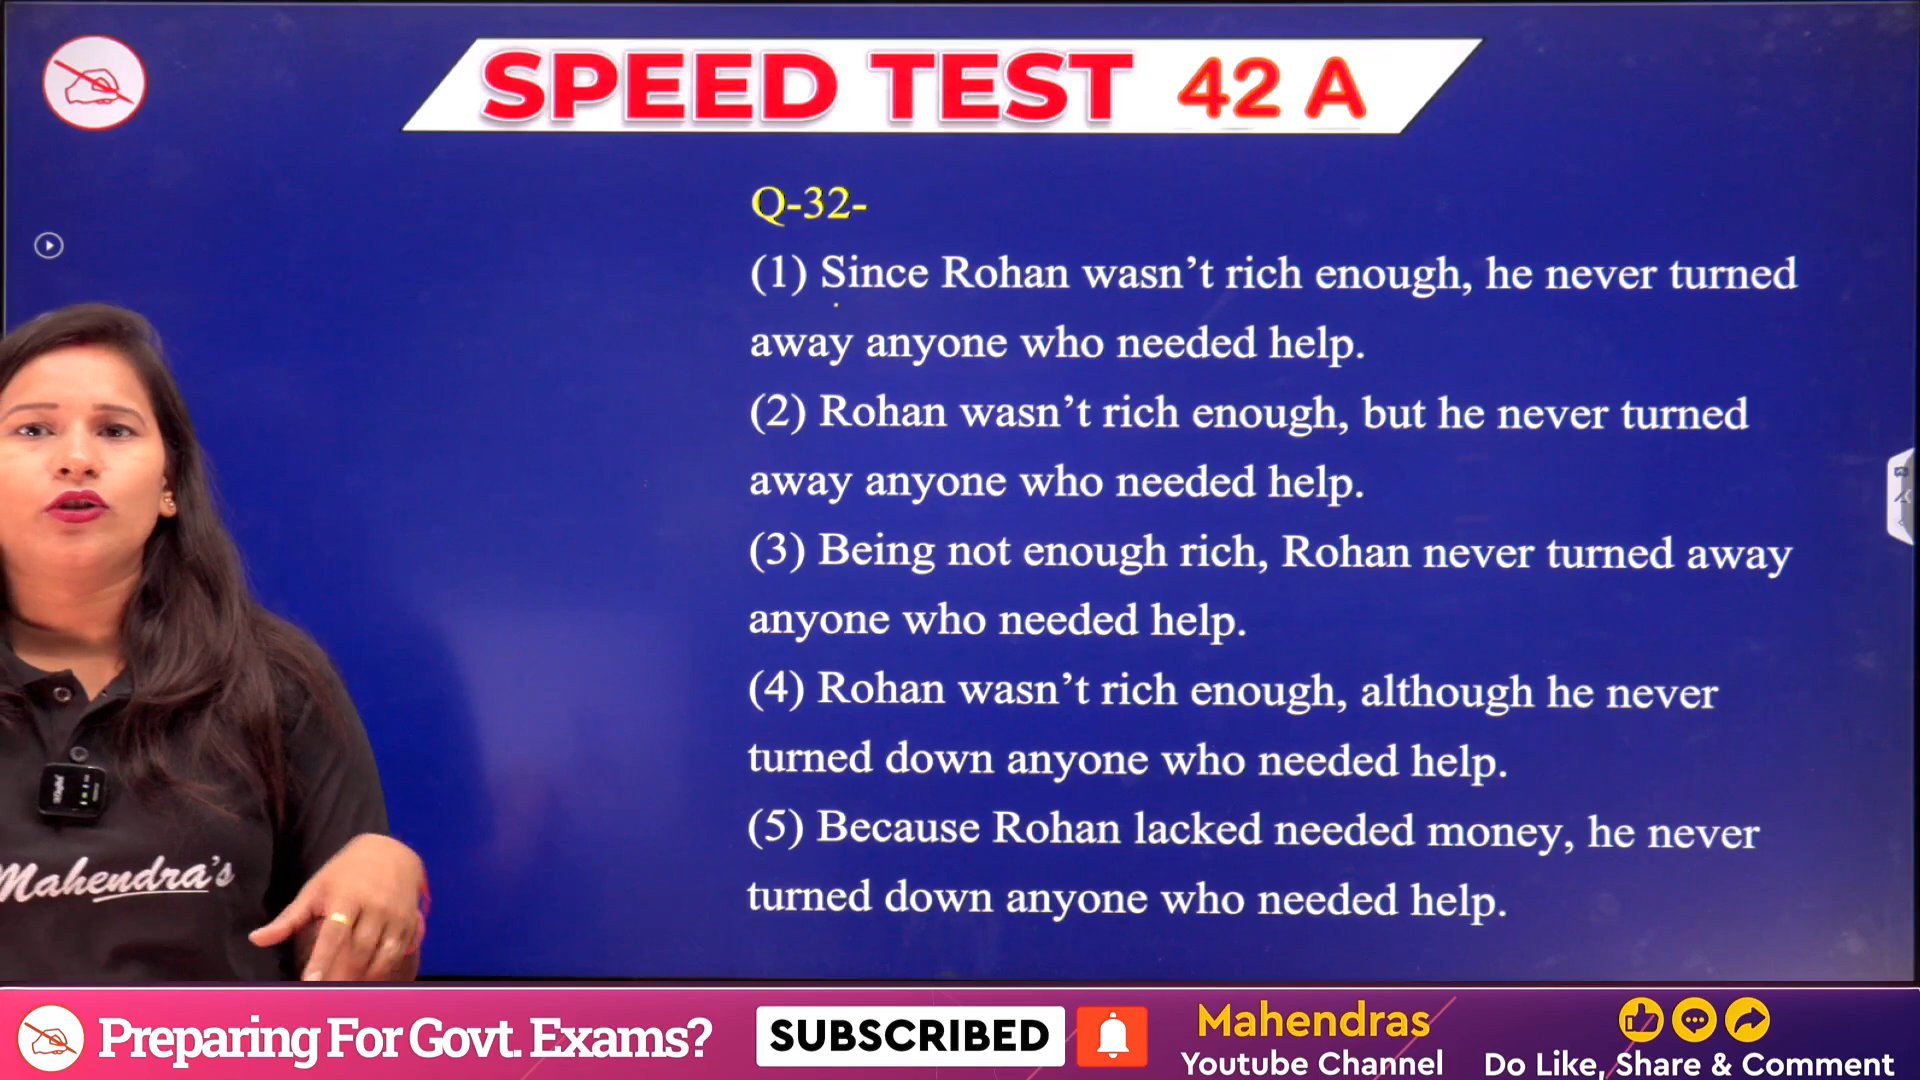 SPEED TEST 42 A
Q-32-
(1) Since Rohan wasn’t rich enough, he never turned
away anyone who needed help.
(2) Rohan wasn’t rich enough, but he never turned
away anyone who needed help.
(3) Being not enough rich, Rohan never turned away
anyone who needed help.
(4) Rohan wasn’t rich enough, although he never
turned down anyone who needed help.
(5) Because Rohan lacked needed money, he never
turned down anyone who needed help.
Mahendra's
Preparing For Govt. Exams?
SUBSCRIBED
Mahendras
Youtube Channel
Do Like, Share & Comment